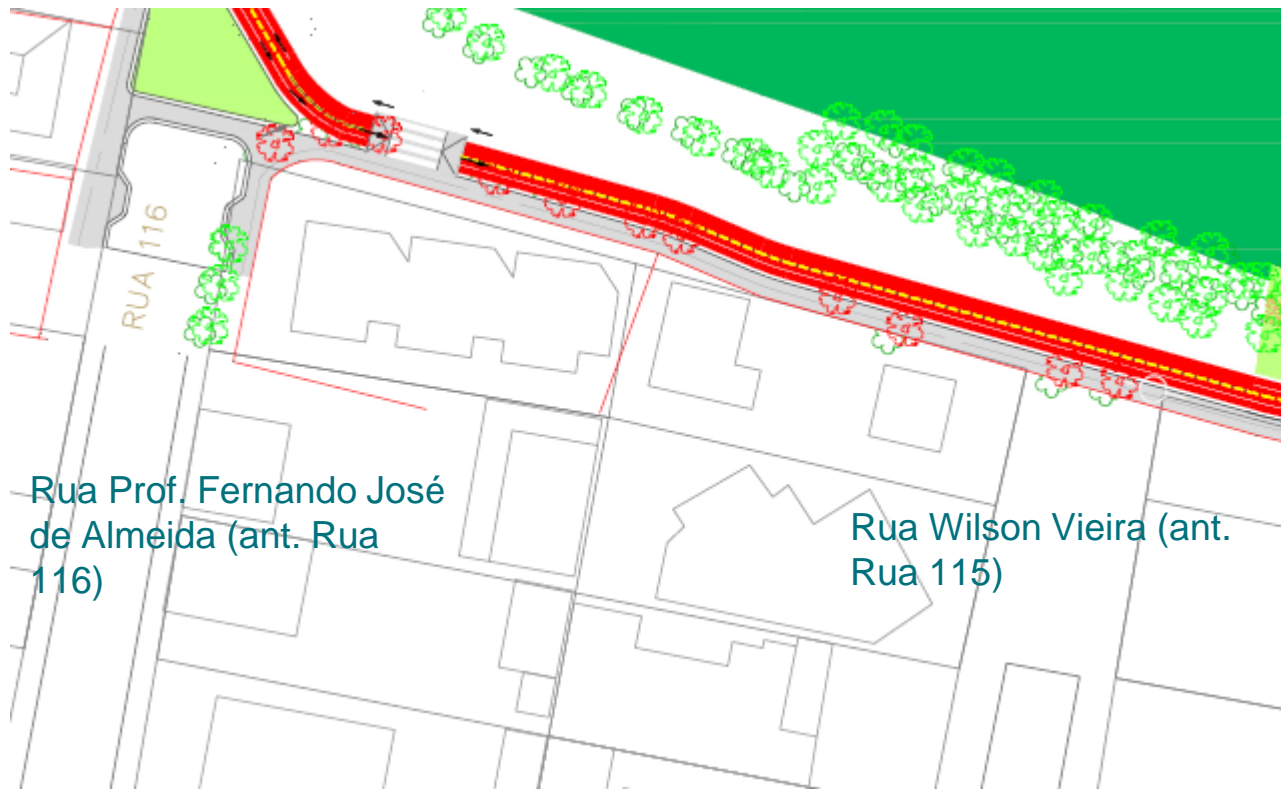 RUA 116
Rua Prof. Fernando José
de Almeida (ant. Rua
116)
Rua Wilson Vieira (ant.
Rua 115)